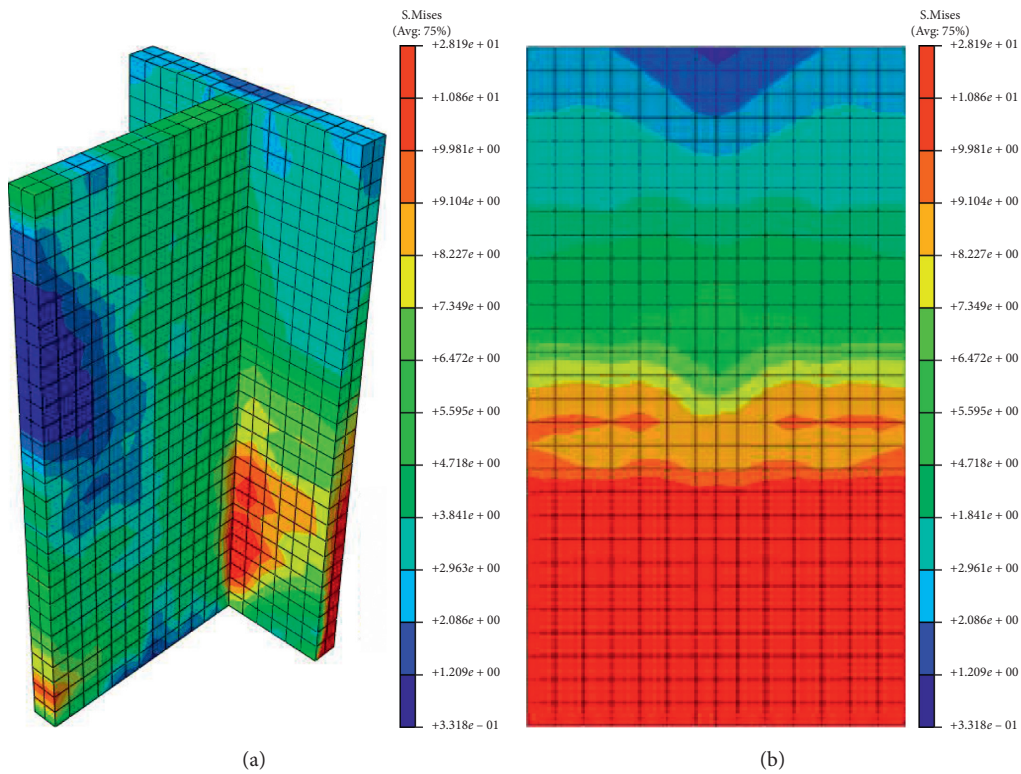 S.Mises
(Avg: 75%)
+2.819e + 01
+1.086e + 01
+9.981e + 00
+9.104e + 00
+8.227e + 00
+7.349e + 00
+6.472e + 00
+5.595e + 00
+4.718e + 00
+3.841e + 00
+2.963e + 00
+2.086e + 00
+1.209e + 00
+3.318e – 01
(a)
S.Mises
(Avg: 75%)
+2.819e + 01
+1.086e + 01
+9.981e + 00
+9.104e + 00
+8.227e + 00
+7.349e + 00
+6.472e + 00
+5.595e + 00
+4.718e + 00
+1.841e + 00
+2.961e + 00
+2.086e + 00
+1.209e + 00
+3.318e – 01
(b)